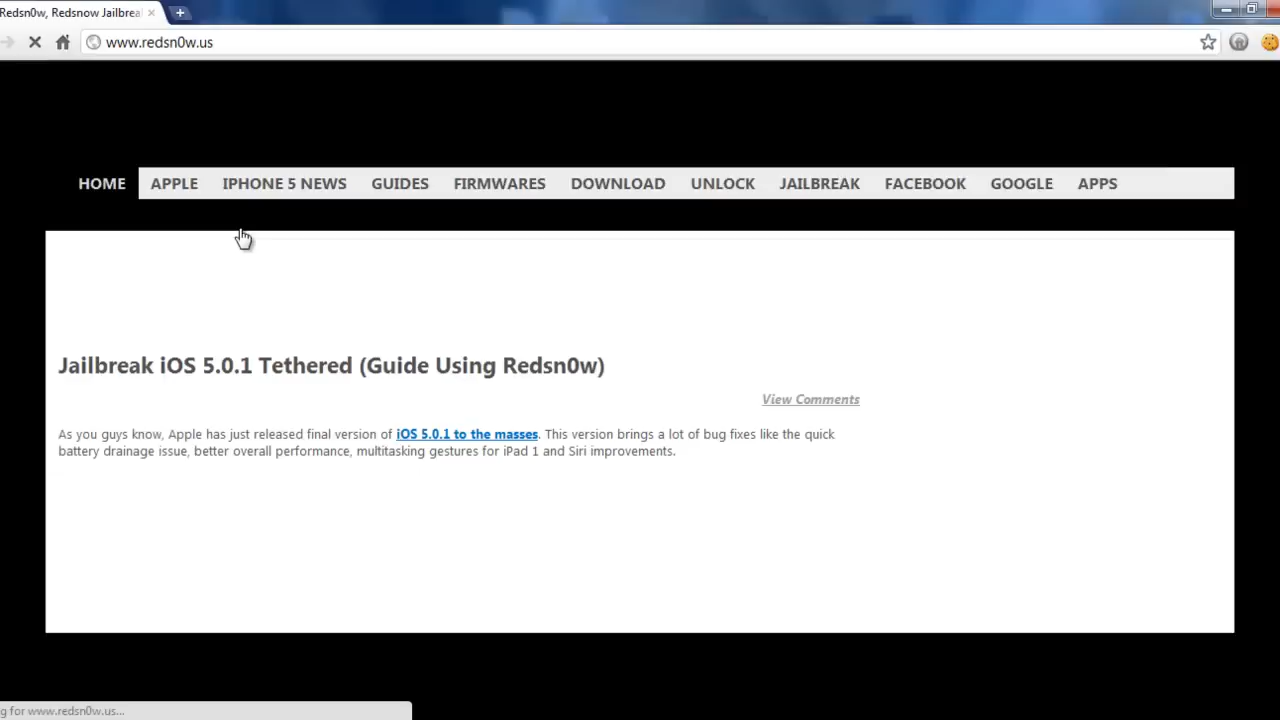 Redsn0w, Redsnow Jailbrea
www.redsn0w.us
HOME APPLE IPHONE 5 NEWS GUIDES FIRMWARES DOWNLOAD UNLOCK JAILBREAK FACEBOOK GOOGLE APPS
Jailbreak iOS 5.0.1 Tethered (Guide Using Redsn0w)
View Comments
As you guys know, Apple has just released final version of iOS 5.0.1 to the masses. This version brings a lot of bug fixes like the quick
battery drainage issue, better overall performance, multitasking gestures for iPad 1 and Siri improvements.
g for www.redsn0w.us...